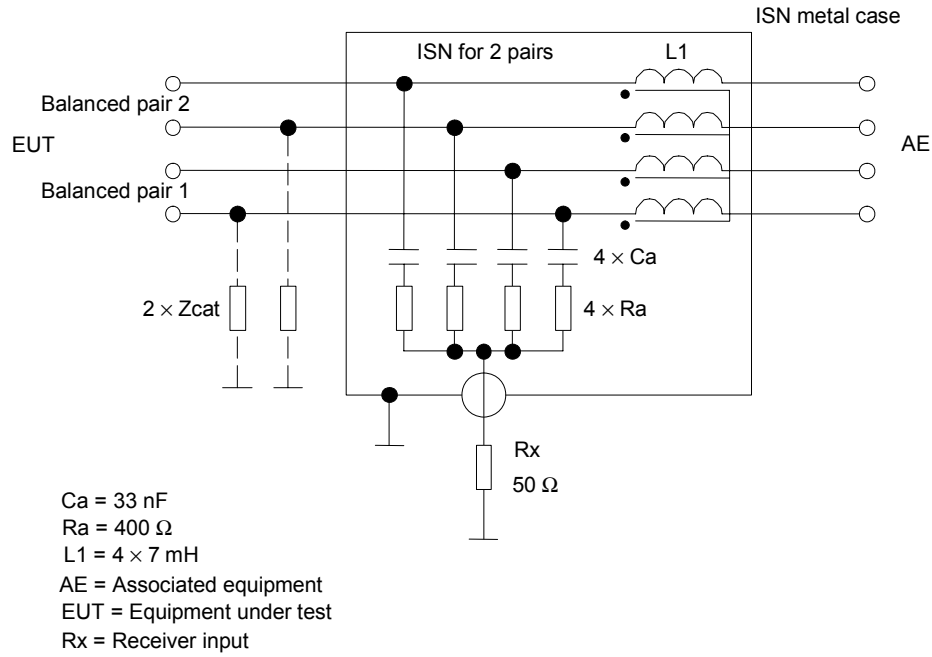 ISN metal case
ISN for 2 pairs
L1
Balanced pair 2
EUT
AE
Balanced pair 1
4 × Ca
2 × Zcat
4 × Ra
Rx
50 Ω
Ca = 33 nF
Ra = 400 Ω
L1 = 4 × 7 mH
AE = Associated equipment
EUT = Equipment under test
Rx = Receiver input